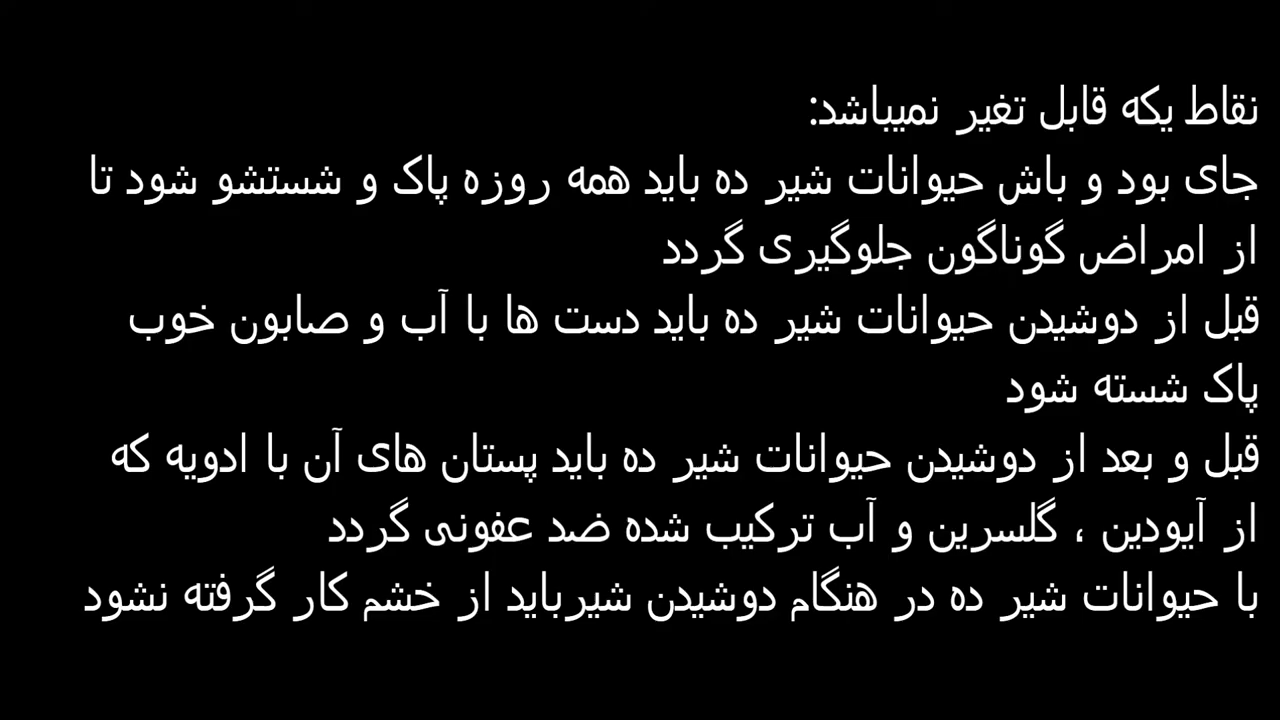 نقاط یکه قابل تغیر نمیباشد:
جای بود و باش حیوانات شیر ده باید همه روزه پاک و شستشو شود تا
از امراض گوناگون جلوگیری گردد
قبل از دوشیدن حیوانات شیر ده باید دست ها با آب و صابون خوب
پاک شسته شود
قبل و بعد از دوشیدن حیوانات شیر ده باید پستان های آن با ادویه که
از آیودین ، گلسرین و آب ترکیب شده ضد عفونی گردد
با حیوانات شیر ده در هنگام دوشیدن شیرباید از خشم کار گرفته نشود